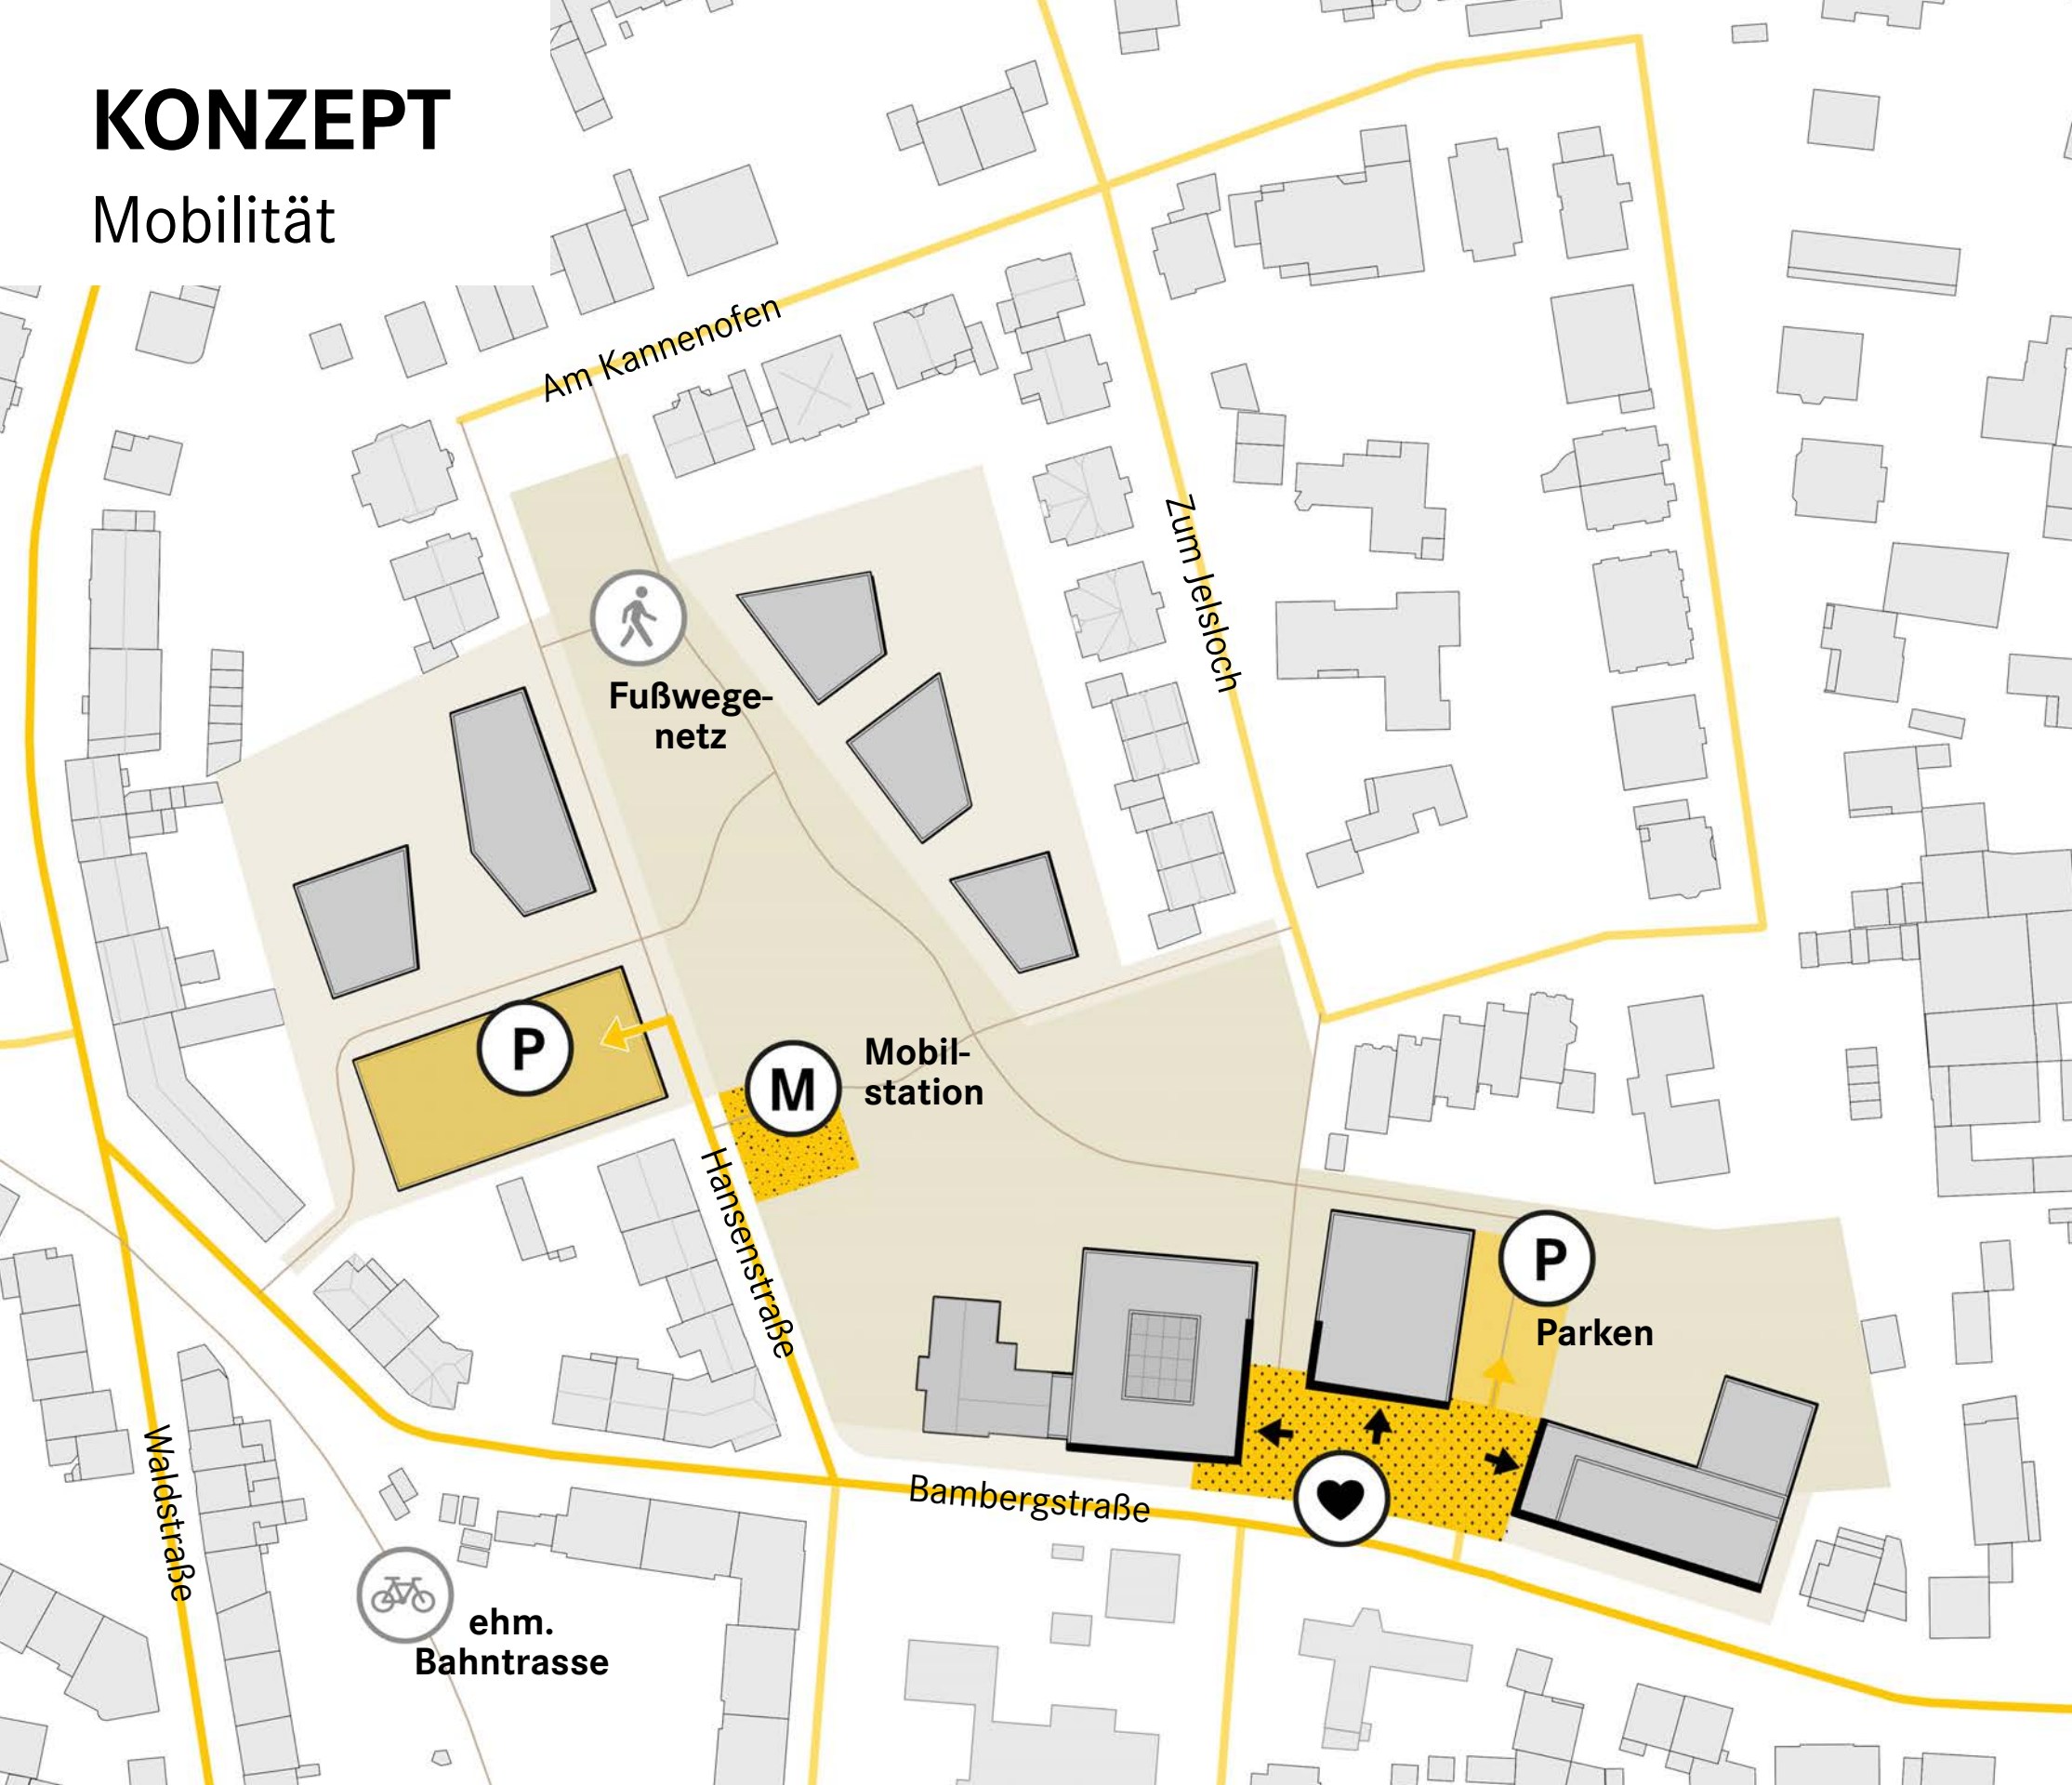 KONZEPT
Mobilität
Am Kannenofen
Zum Jelsloch
Fußwege-
netz
P
M
Mobil-
station
Hansenstraße
P
Parken
Bambergstraße
Waldstraße
ehm.
Bahntrasse